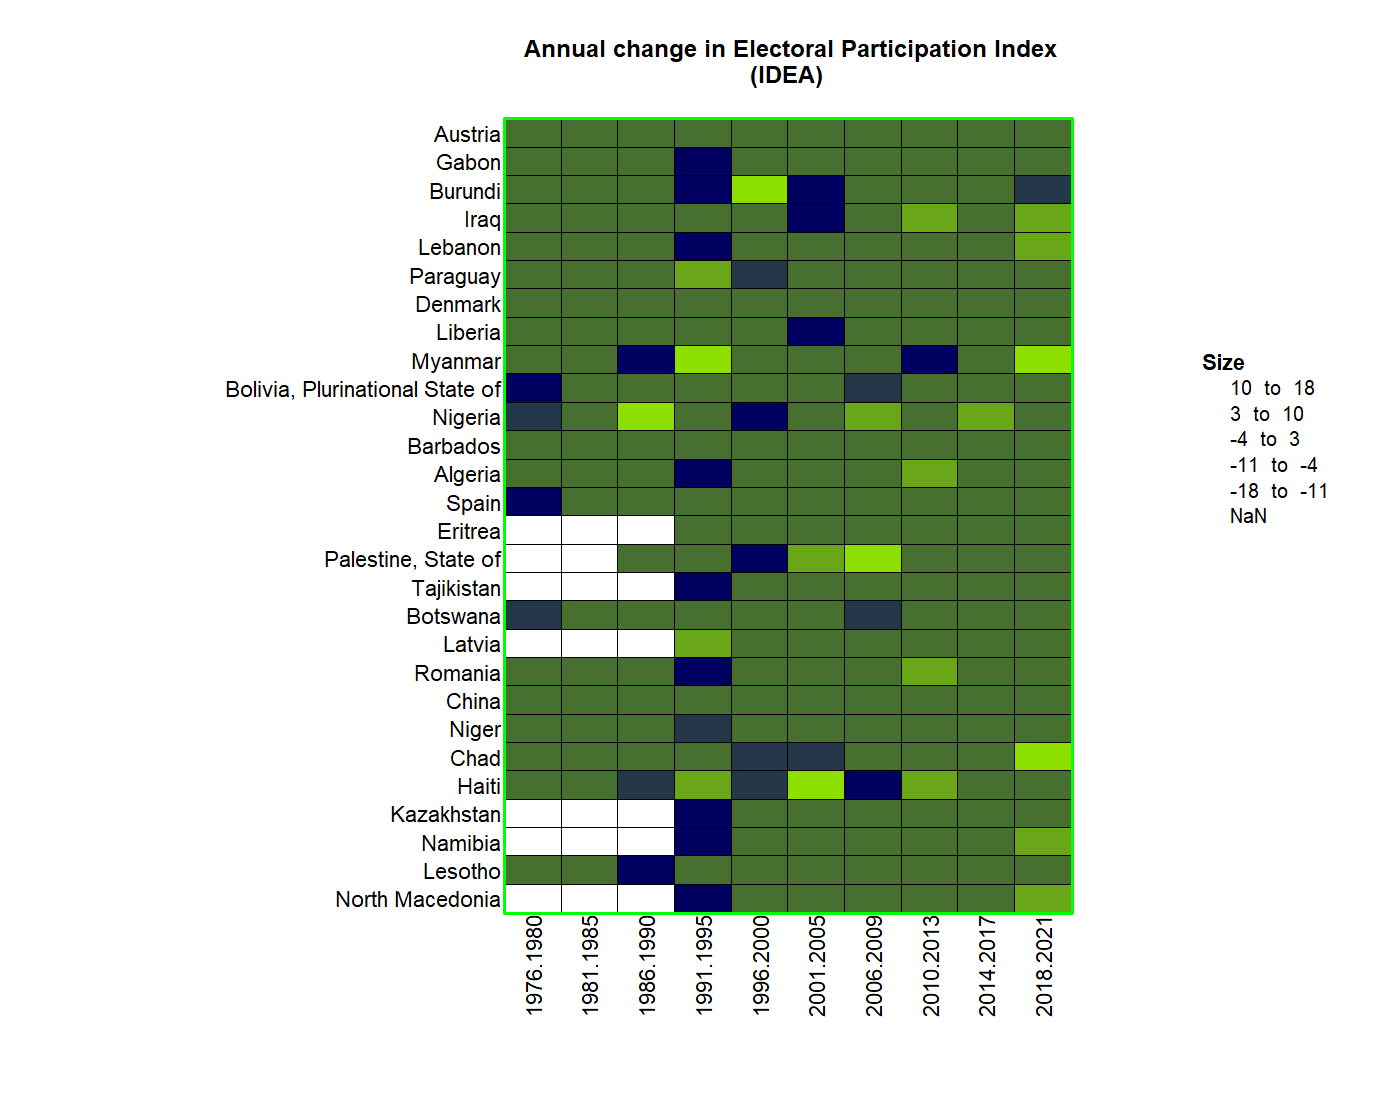 Annual change in Electoral Participation Index
(IDEA)
Austria
Gabon
Burundi
Iraq
Lebanon
Paraguay
Denmark
Liberia
Myanmar
Bolivia, Plurinational State of
Nigeria
Barbados
Algeria
Spain
Eritrea
Palestine, State of
Tajikistan
Botswana
Latvia
Romania
China
Niger
Chad
Haiti
Kazakhstan
Namibia
Lesotho
North Macedonia
1976.1980
1981.1985
1986.1990
1991.1995
1996.2000
2001.2005
2006.2009
2010.2013
2014.2017
2018.2021
Size
10 to 18
3 to 10
-4 to 3
-11 to -4
-18 to -11
NaN